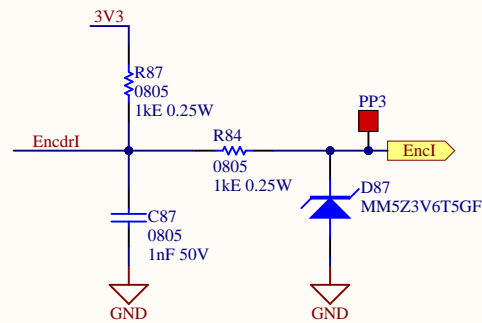 3V3
R87
0805
1kE 0.25W
PP3
EncdrI
R84
0805
1kE 0.25W
EncI
D87
MM5Z3V6T5GF
C87
0805
1nF 50V
GND
GND